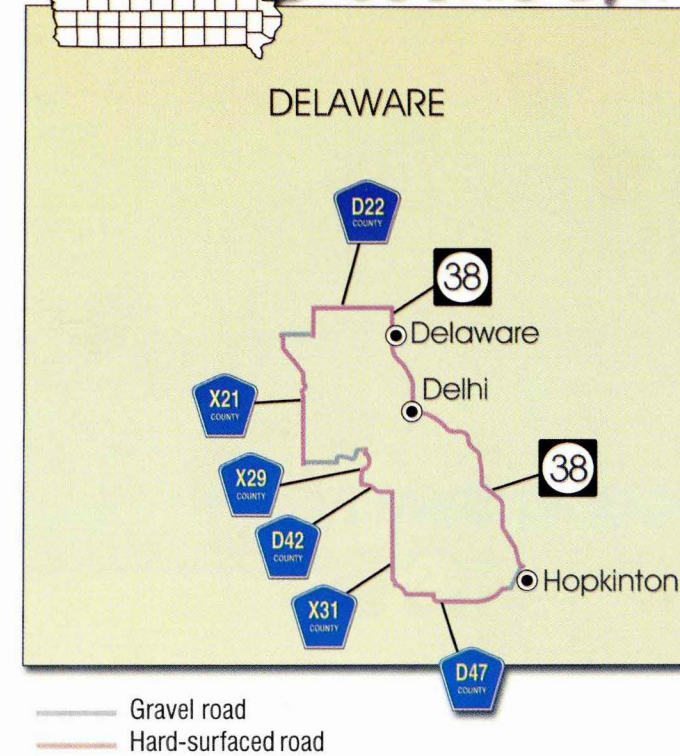 DELAWARE
D22
COUNTY
38
Delaware
Delhi
X21
COUNTY
38
X29
COUNTY
D42
COUNTY
Hopkinton
X31
COUNTY
D47
COUNTY
Gravel road
Hard-surfaced road